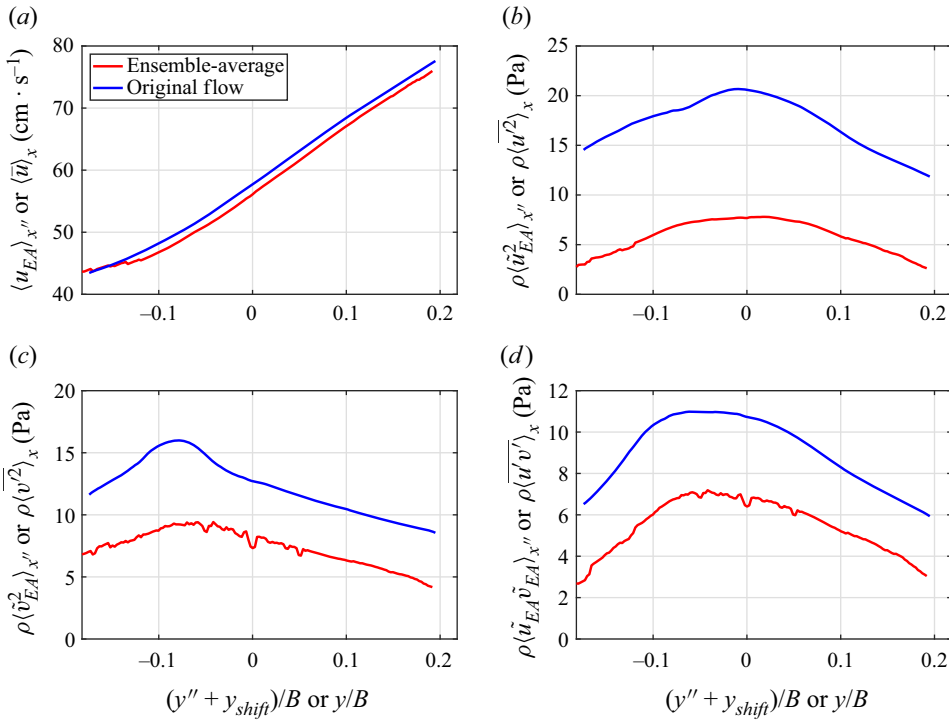 (a)
80
70
60
50
40
⟨u_EA⟩_x″ or ⟨u̅⟩_x (cm · s⁻¹)
Ensemble-average
Original flow
–0.1 0 0.1 0.2
(b)
25
20
15
10
5
0
ρ⟨ũ²_EA⟩_x″ or ρ⟨u′²⟩_x (Pa)
–0.1 0 0.1 0.2
(c)
20
15
10
5
0
ρ⟨ṽ²_EA⟩_x″ or ρ⟨v′²⟩_x (Pa)
–0.1 0 0.1 0.2
(y″ + y_shift)/B or y/B
(d)
12
10
8
6
4
2
0
ρ⟨ũ_EA ṽ_EA⟩_x″ or ρ⟨u′v′⟩_x (Pa)
–0.1 0 0.1 0.2
(y″ + y_shift)/B or y/B